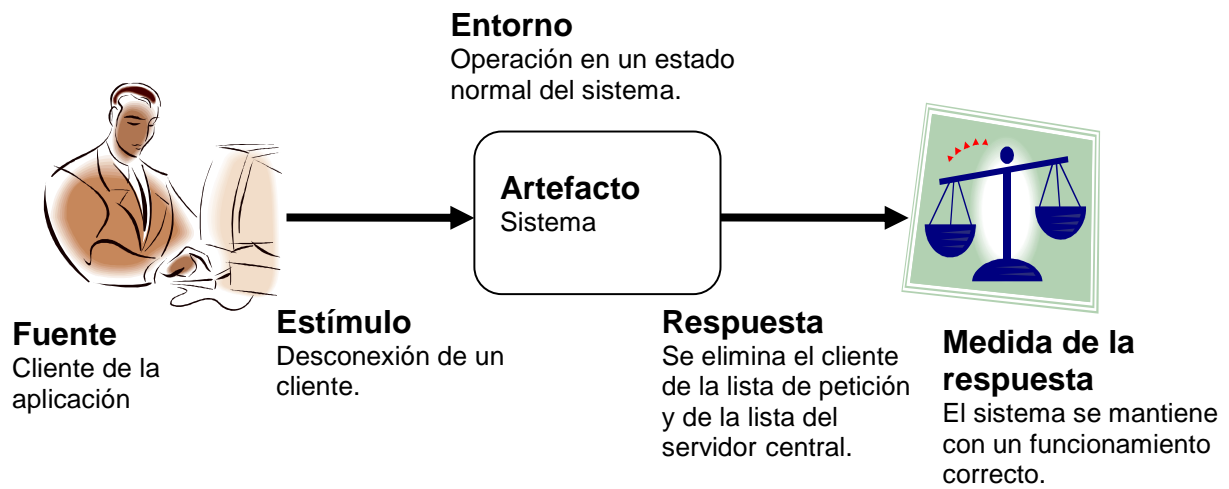 Entorno
Operación en un estado
normal del sistema.
Artefacto
Sistema
Fuente
Cliente de la
aplicación
Estímulo
Desconexión de un
cliente.
Respuesta
Se elimina el cliente
de la lista de petición
y de la lista del
servidor central.
Medida de la
respuesta
El sistema se mantiene
con un funcionamiento
correcto.